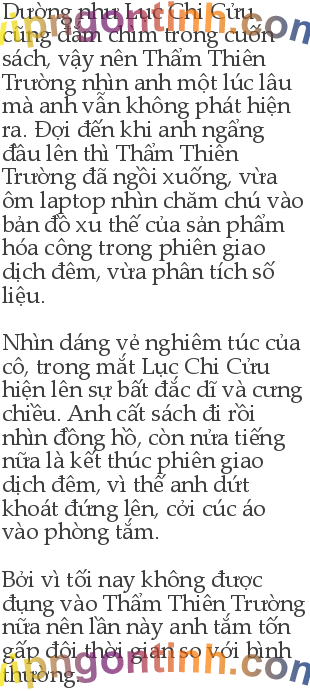 Dường như Lục Chi Cửu
cũng đắm chìm trong cuốn
sách, vậy nên Thẩm Thiên
Trường nhìn anh một lúc lâu
mà anh vẫn không phát hiện
ra. Đợi đến khi anh ngẩng
đầu lên thì Thẩm Thiên
Trường đã ngồi xuống, vừa
ôm laptop nhìn chăm chú vào
bản đồ xu thế của sản phẩm
hóa công trong phiên giao
dịch đêm, vừa phân tích số
liệu.
Nhìn dáng vẻ nghiêm túc của
cô, trong mắt Lục Chi Cửu
hiện lên sự bất đắc dĩ và cưng
chiều. Anh cất sách đi rồi
nhìn đồng hồ, còn nửa tiếng
nữa là kết thúc phiên giao
dịch đêm, vì thế anh dứt
khoát đứng lên, cởi cúc áo
vào phòng tắm.
Bởi vì tối nay không được
đụng vào Thẩm Thiên Trường
nữa nên lần này anh tắm tốn
gấp đôi thời gian so với bình
thường.
vipngontinh.com
vipngontinh.com